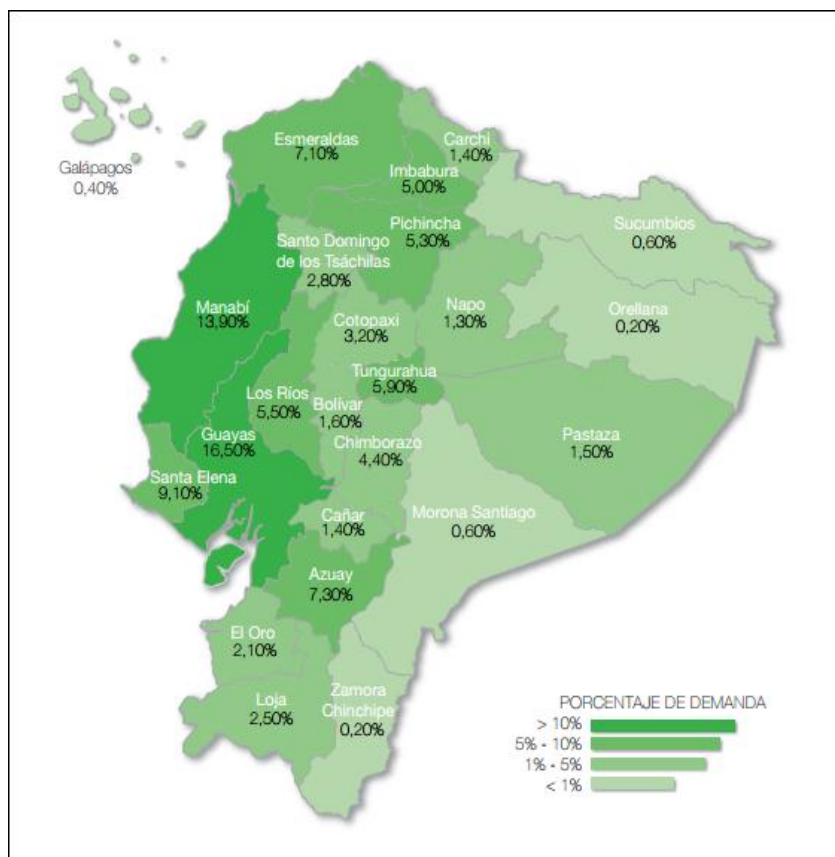 Esmeraldas
7,10%
Carchi
1,40%
Galápagos
0,40%
Imbabura
5,00%
Pichincha
5,30%
Sucumbios
0,60%
Santo Domingo
de los Tsáchilas
2,80%
Manabí
13,90%
Napo
1,30%
Orellana
0,20%
Cotopaxi
3,20%
Tungurahua
5,90%
Los Ríos
5,50%
Bolívar
1,60%
Guayas
16,50%
Chimborazo
4,40%
Pastaza
1,50%
Santa Elena
9,10%
Cañar
1,40%
Morona Santiago
0,60%
Azuay
7,30%
El Oro
2,10%
Loja
2,50%
Zamora
Chinchipe
0,20%
PORCENTAJE DE DEMANDA
> 10%
5% - 10%
1% - 5%
< 1%